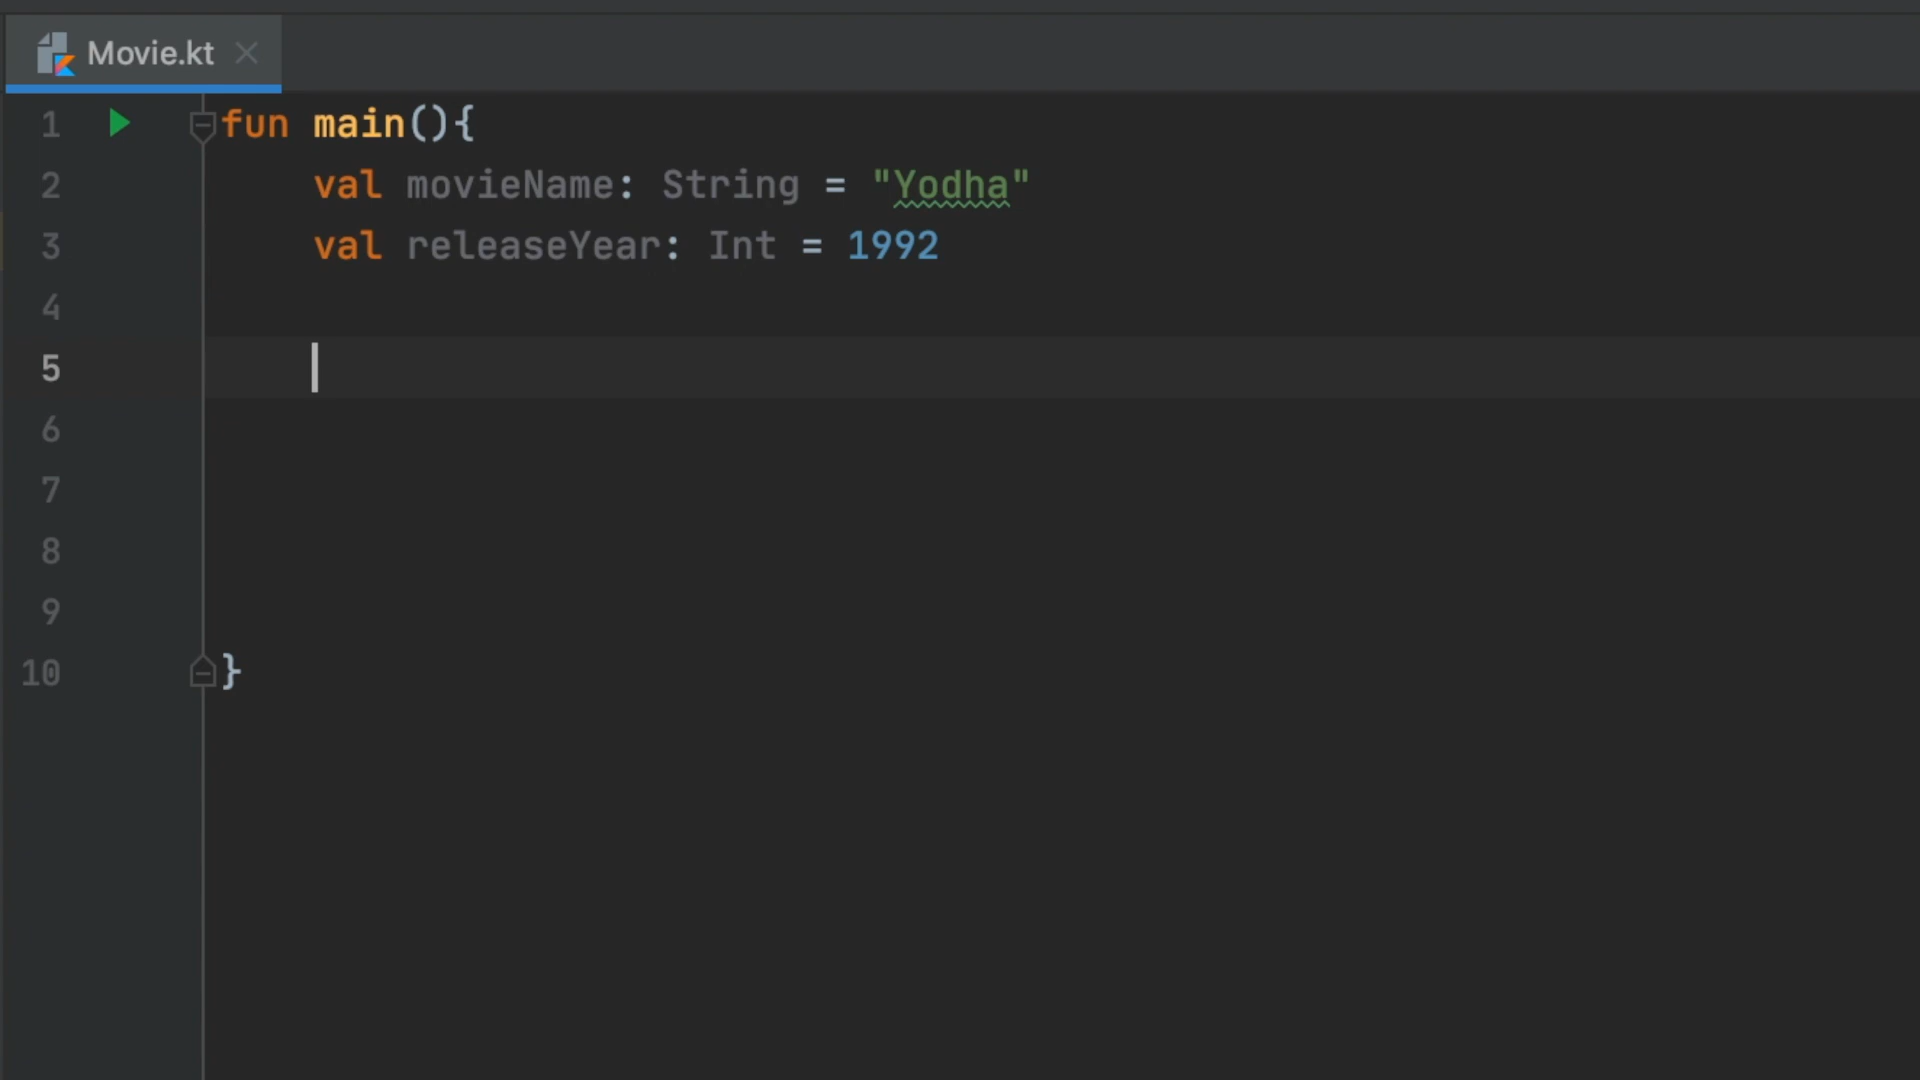 Movie.kt
1 fun main(){
2 val movieName: String = "Yodha"
3 val releaseYear: Int = 1992
4
5
6
7
8
9
10 }